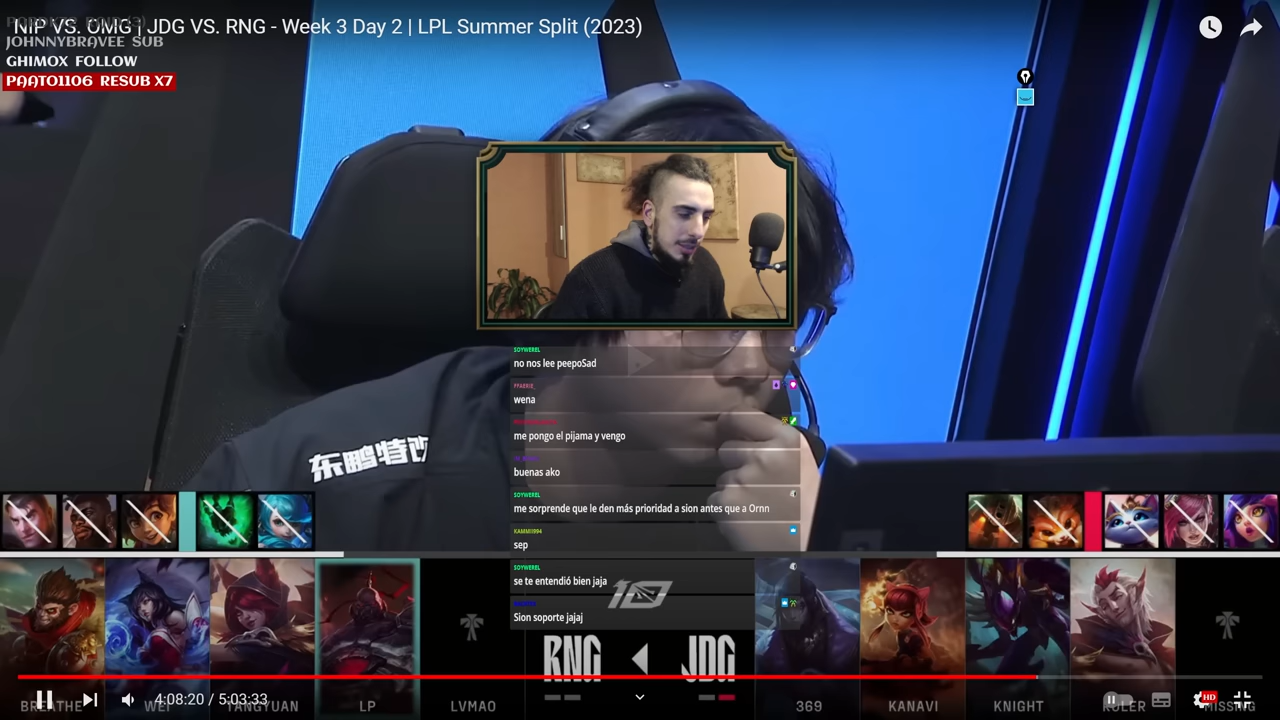 NIP VS. OMG | JDG VS. RNG - Week 3 Day 2 | LPL Summer Split (2023)
JOHNNYBRAVEE SUB
GHIMOX FOLLOW
PAATO1106 RESUB X7
SOYWEREL
no nos lee peepoSad
FFAERIE_
wena
me pongo el pijama y vengo
buenas ako
SOYWEREL
me sorprende que le den más prioridad a sion antes que a Ornn
KAMMIIR94
sep
SOYWEREL
se te entendió bien jaja
Sion soporte jajaj
东鹏特
RNG
JDG
4:08:20 / 5:03:33
HD
BREATHE
WEI
TANGYUAN
LP
LVMAO
369
KANAVI
KNIGHT
RULER
MISSING